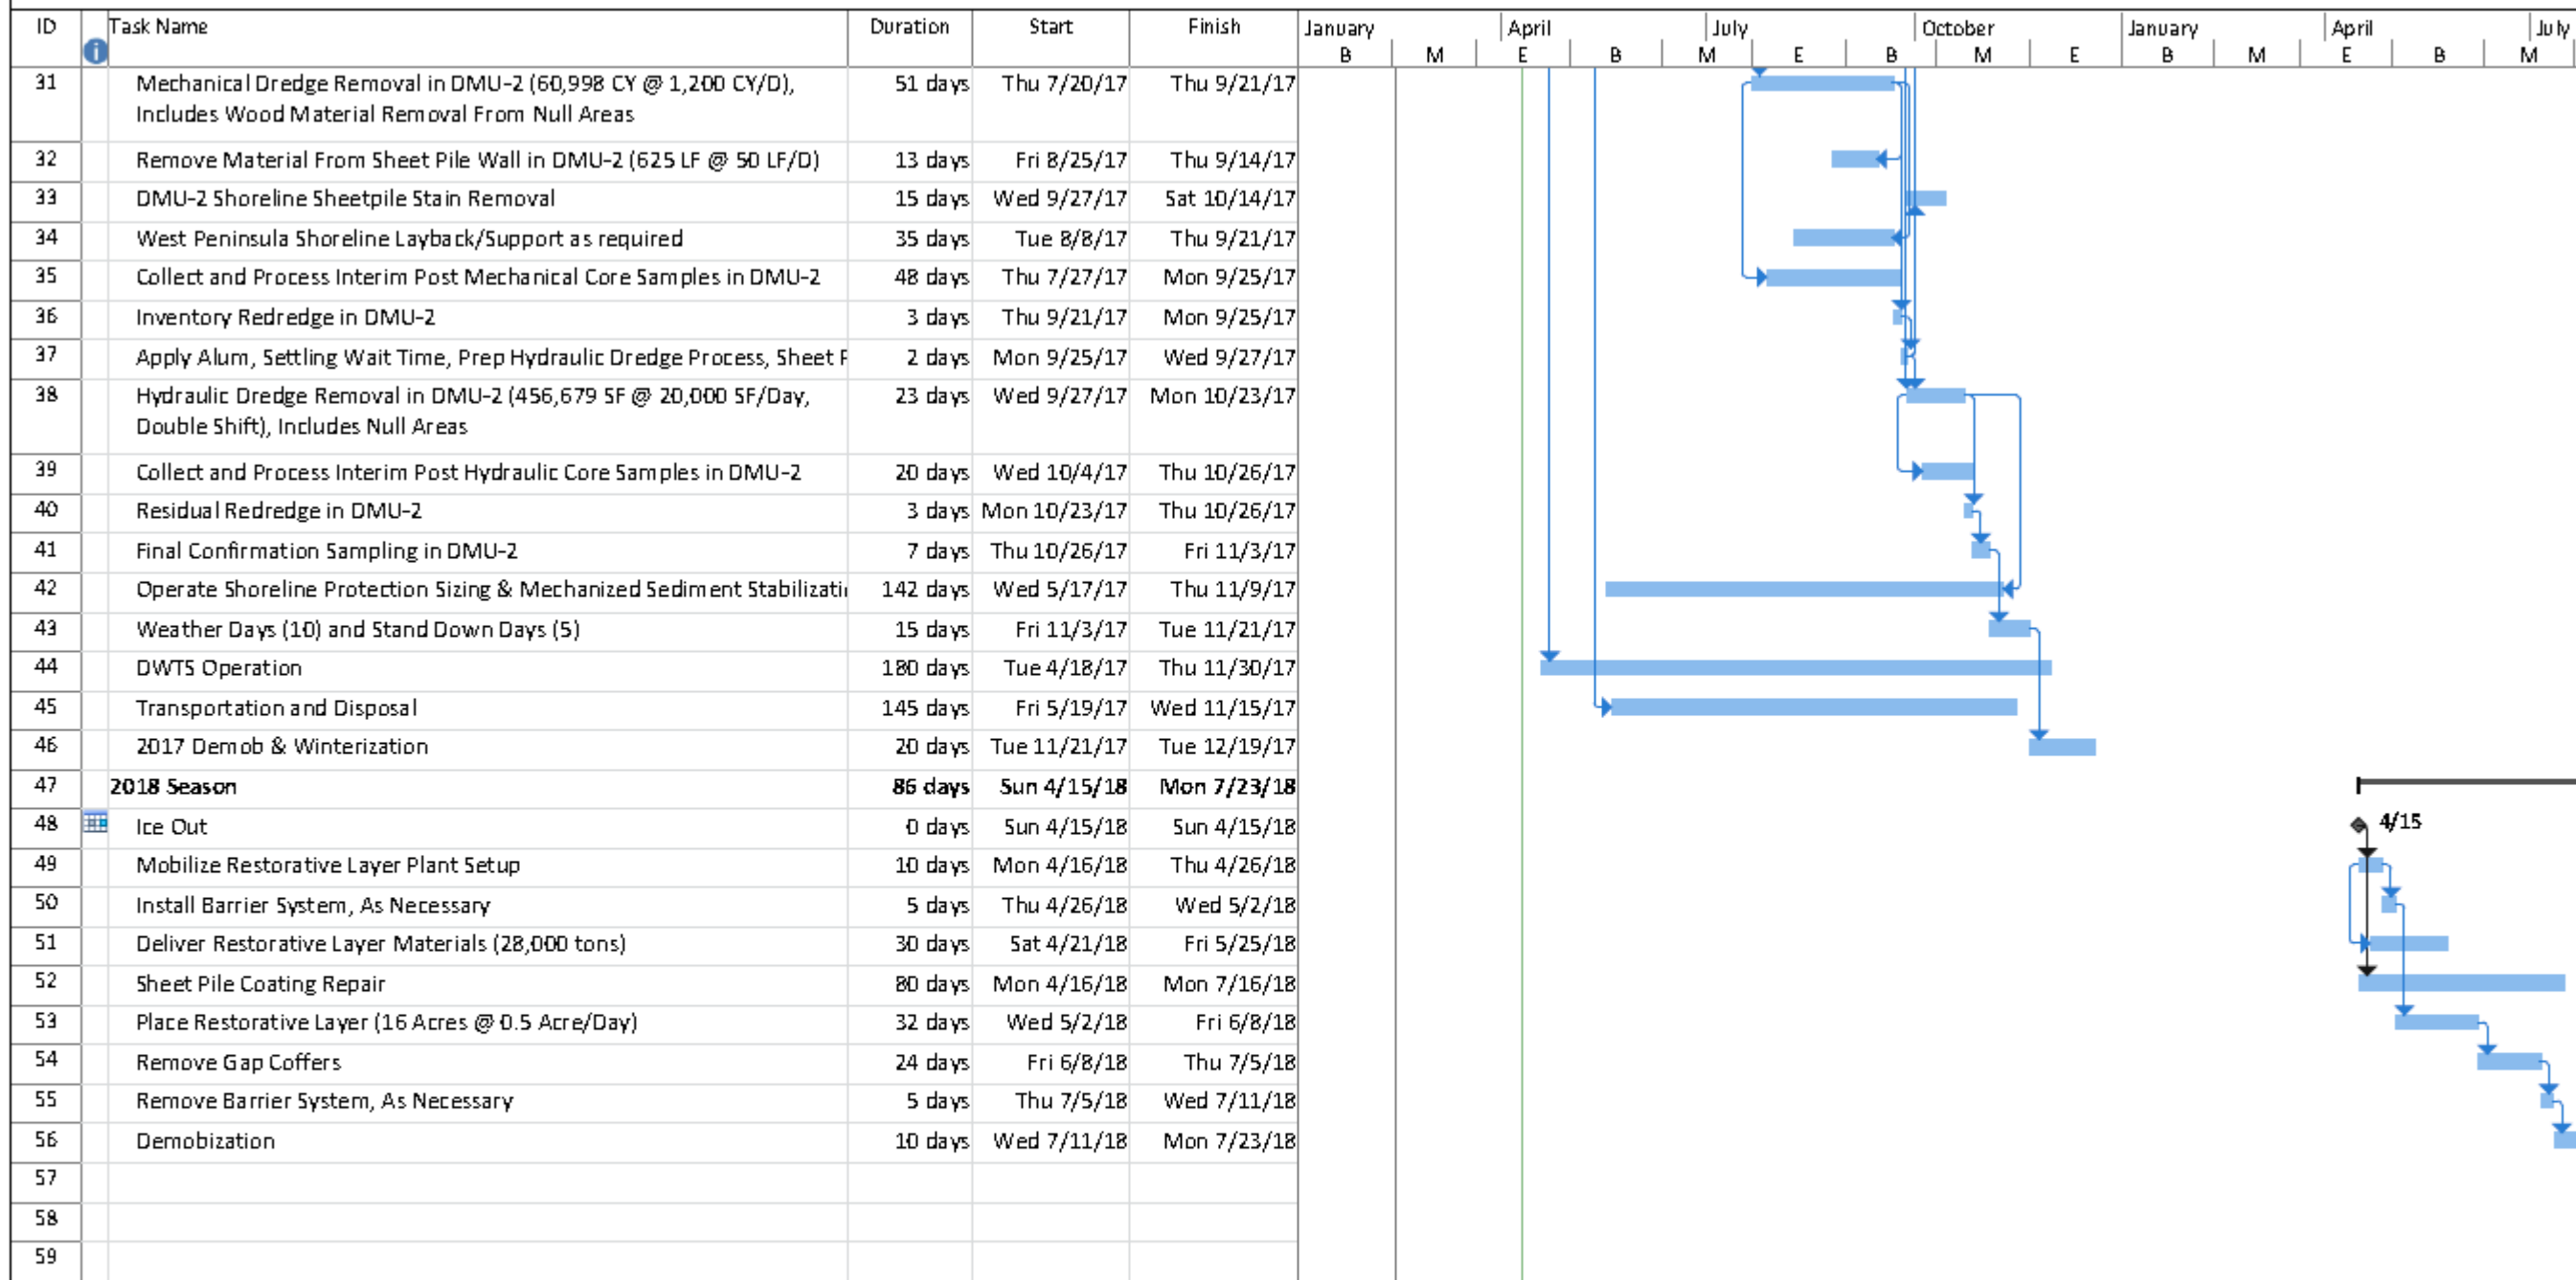 ID Task Name Duration Start Finish January April July October January April July
B M E B M E B M E B M E B M
31 Mechanical Dredge Removal in DMU-2 (60,998 CY @ 1,200 CY/D), 51 days Thu 7/20/17 Thu 9/21/17
Includes Wood Material Removal From Null Areas
32 Remove Material From Sheet Pile Wall in DMU-2 (625 LF @ 50 LF/D) 13 days Fri 8/25/17 Thu 9/14/17
33 DMU-2 Shoreline Sheetpile Stain Removal 15 days Wed 9/27/17 Sat 10/14/17
34 West Peninsula Shoreline Layback/Support as required 35 days Tue 8/8/17 Thu 9/21/17
35 Collect and Process Interim Post Mechanical Core Samples in DMU-2 48 days Thu 7/27/17 Mon 9/25/17
36 Inventory Redredge in DMU-2 3 days Thu 9/21/17 Mon 9/25/17
37 Apply Alum, Settling Wait Time, Prep Hydraulic Dredge Process, Sheet 2 days Mon 9/25/17 Wed 9/27/17
38 Hydraulic Dredge Removal in DMU-2 (456,679 SF @ 20,000 SF/Day, 23 days Wed 9/27/17 Mon 10/23/17
Double Shift), Includes Null Areas
39 Collect and Process Interim Post Hydraulic Core Samples in DMU-2 20 days Wed 10/4/17 Thu 10/26/17
40 Residual Redredge in DMU-2 3 days Mon 10/23/17 Thu 10/26/17
41 Final Confirmation Sampling in DMU-2 7 days Thu 10/26/17 Fri 11/3/17
42 Operate Shoreline Protection Sizing & Mechanized Sediment Stabilizati 142 days Wed 5/17/17 Thu 11/9/17
43 Weather Days (10) and Stand Down Days (5) 15 days Fri 11/3/17 Tue 11/21/17
44 DWTS Operation 180 days Tue 4/18/17 Thu 11/30/17
45 Transportation and Disposal 145 days Fri 5/19/17 Wed 11/15/17
46 2017 Demob & Winterization 20 days Tue 11/21/17 Tue 12/19/17
47 2018 Season 86 days Sun 4/15/18 Mon 7/23/18
48 Ice Out 0 days Sun 4/15/18 Sun 4/15/18 4/15
49 Mobilize Restorative Layer Plant Setup 10 days Mon 4/16/18 Thu 4/26/18
50 Install Barrier System, As Necessary 5 days Thu 4/26/18 Wed 5/2/18
51 Deliver Restorative Layer Materials (28,000 tons) 30 days Sat 4/21/18 Fri 5/25/18
52 Sheet Pile Coating Repair 80 days Mon 4/16/18 Mon 7/16/18
53 Place Restorative Layer (16 Acres @ 0.5 Acre/Day) 32 days Wed 5/2/18 Fri 6/8/18
54 Remove Gap Coffers 24 days Fri 6/8/18 Thu 7/5/18
55 Remove Barrier System, As Necessary 5 days Thu 7/5/18 Wed 7/11/18
56 Demobization 10 days Wed 7/11/18 Mon 7/23/18
57
58
59